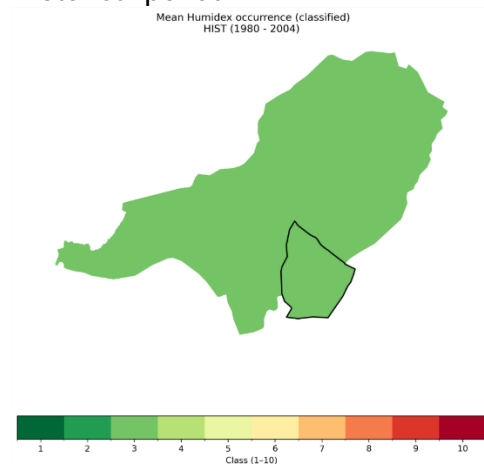 Mean Humidex occurrence (classified)
HIST (1980 - 2004)
1 2 3 4 5 6 7 8 9 10
Class (1–10)